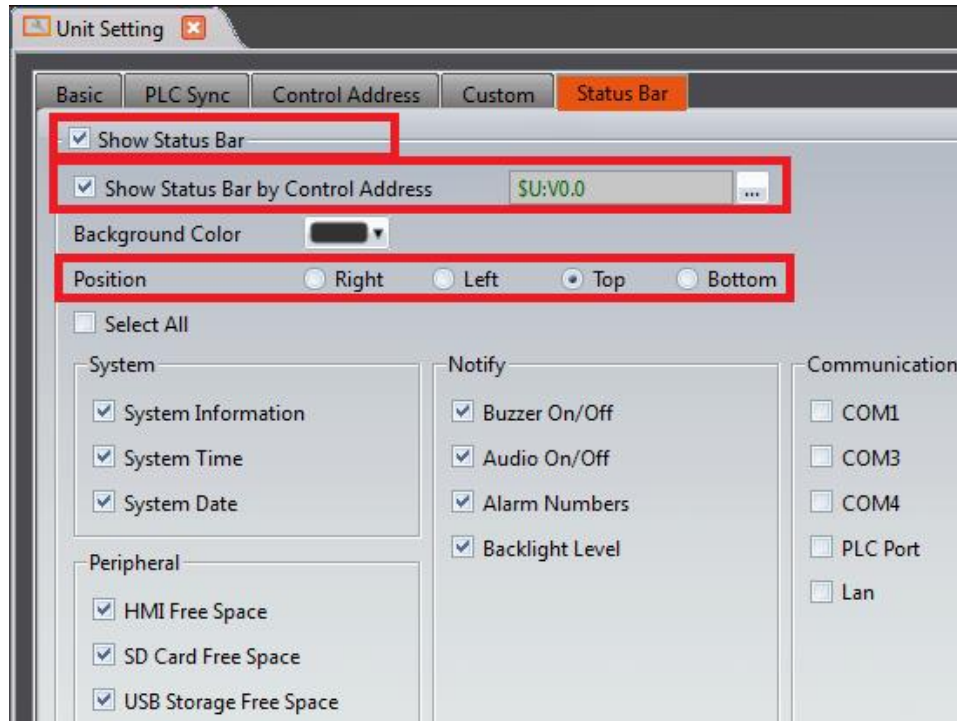 Unit Setting
Basic PLC Sync Control Address Custom Status Bar
Show Status Bar
Show Status Bar by Control Address $U:V0.0 ...
Background Color
Position Right Left Top Bottom
Select All
System Notify Communication
System Information Buzzer On/Off COM1
System Time Audio On/Off COM3
System Date Alarm Numbers COM4
Backlight Level PLC Port
Peripheral
HMI Free Space Lan
SD Card Free Space
USB Storage Free Space